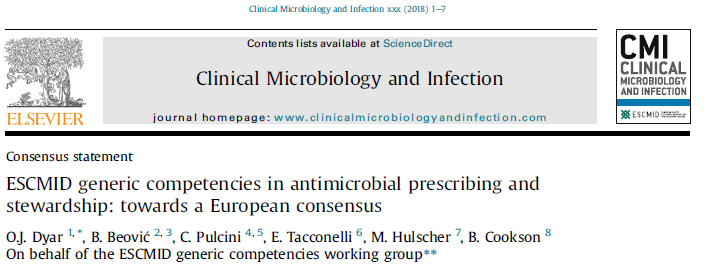 Clinical Microbiology and Infection xxx (2018) 1–7
Contents lists available at ScienceDirect
Clinical Microbiology and Infection
journal homepage: www.clinicalmicrobiologyandinfection.com
ELSEVIER
CMI
CLINICAL
MICROBIOLOGY
AND INFECTION
ESCMID
Consensus statement
ESCMID generic competencies in antimicrobial prescribing and
stewardship: towards a European consensus
O.J. Dyar 1, *, B. Beović 2, 3, C. Pulcini 4, 5, E. Tacconelli 6, M. Hulscher 7, B. Cookson 8
On behalf of the ESCMID generic competencies working group**